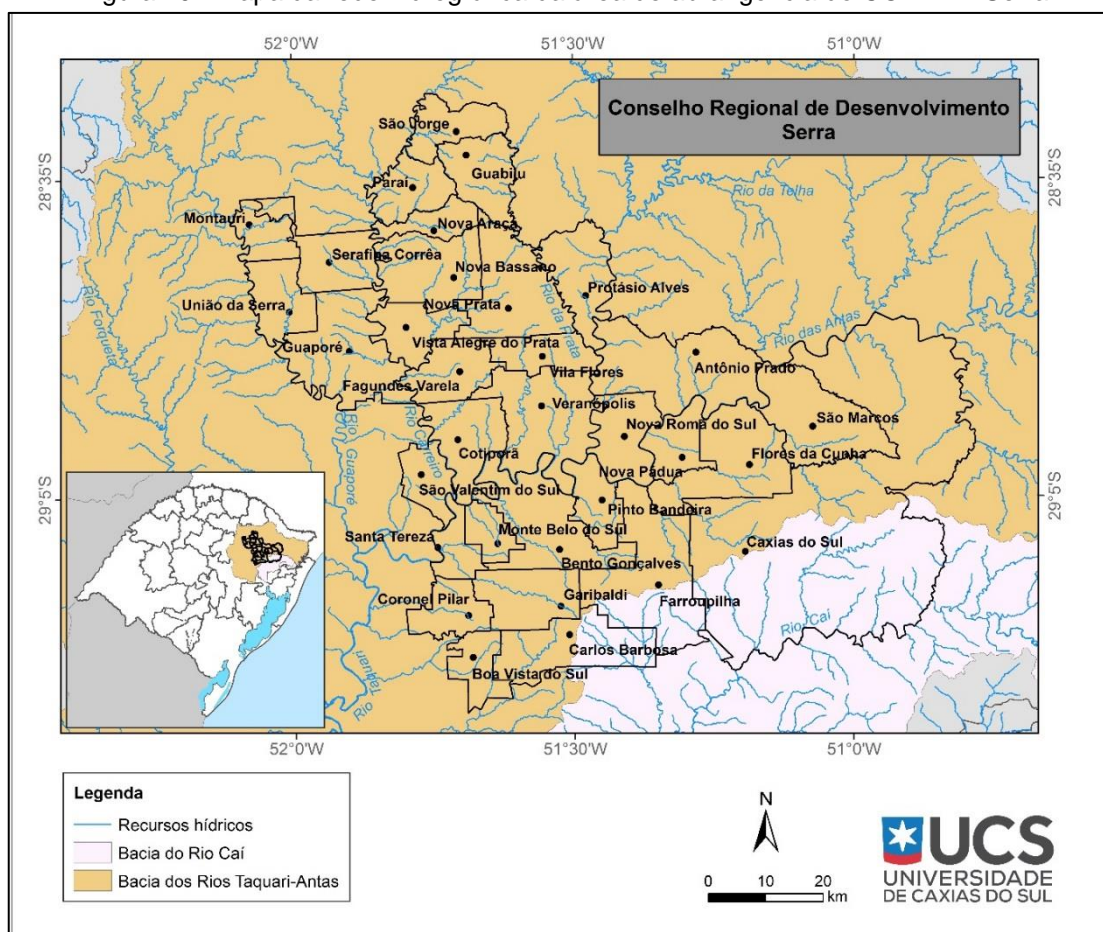 52°0'W
51°30'W
51°0'W
Conselho Regional de Desenvolvimento
Serra
São Jorge
28°35'S
28°35'S
Guabiju
Rio da Telha
Paraí
Montauri
Nova Araçá
Serafina Corrêa
Nova Bassano
Protásio Alves
União da Serra
Nova Prata
Rio da Prata
Rio Forqueta
Rio das Antas
Guaporé
Vista Alegre do Prata
Antônio Prado
Vila Flores
Fagundes Varela
Veranópolis
São Marcos
Nova Roma do Sul
Rio Guaporé
Rio Carreiro
Cotiporã
Flores da Cunha
Nova Pádua
29°5'S
29°5'S
São Valentim do Sul
Pinto Bandeira
Monte Belo do Sul
Santa Tereza
Caxias do Sul
Bento Gonçalves
Coronel Pilar
Garibaldi
Farroupilha
Rio Caí
Carlos Barbosa
Rio Taquari
Boa Vista do Sul
52°0'W
51°30'W
51°0'W
Legenda
Recursos hídricos
Bacia do Rio Caí
Bacia dos Rios Taquari-Antas
N
0 10 20
km
UCS
UNIVERSIDADE
DE CAXIAS DO SUL